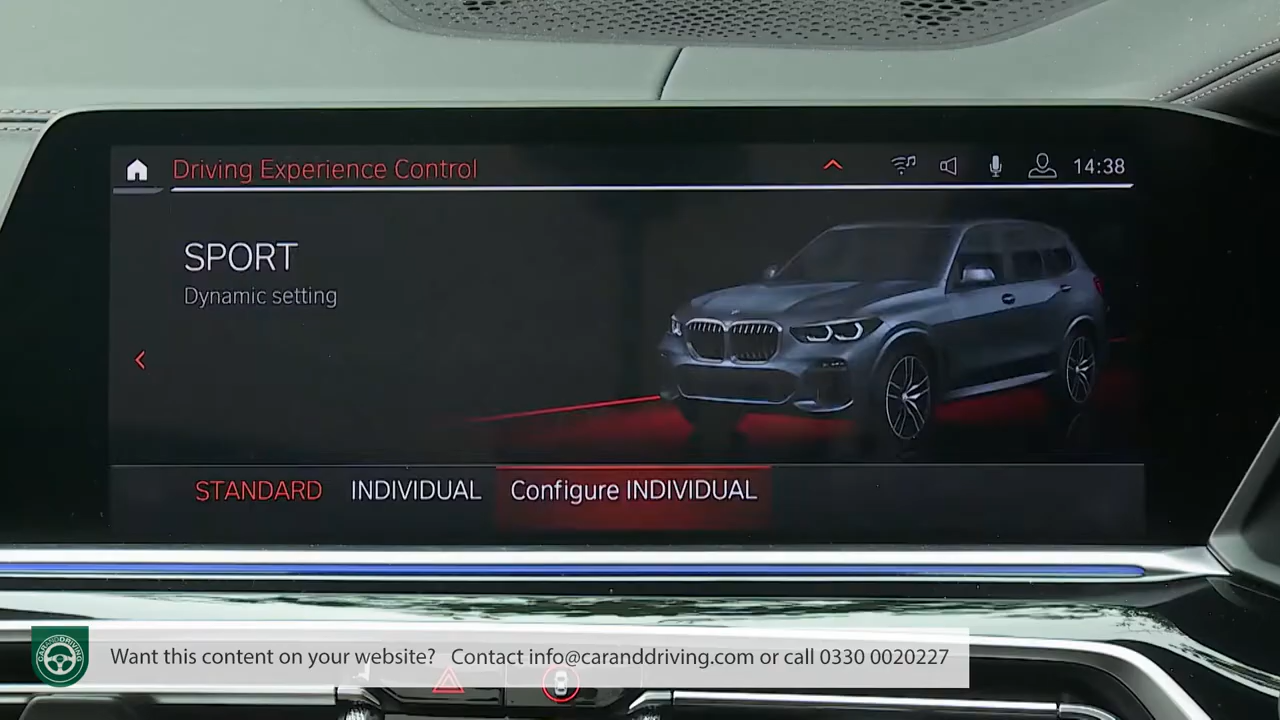 Driving Experience Control
14:38
SPORT
Dynamic setting
STANDARD INDIVIDUAL Configure INDIVIDUAL
CARANDDRIVING
Want this content on your website? Contact info@caranddriving.com or call 0330 0020227